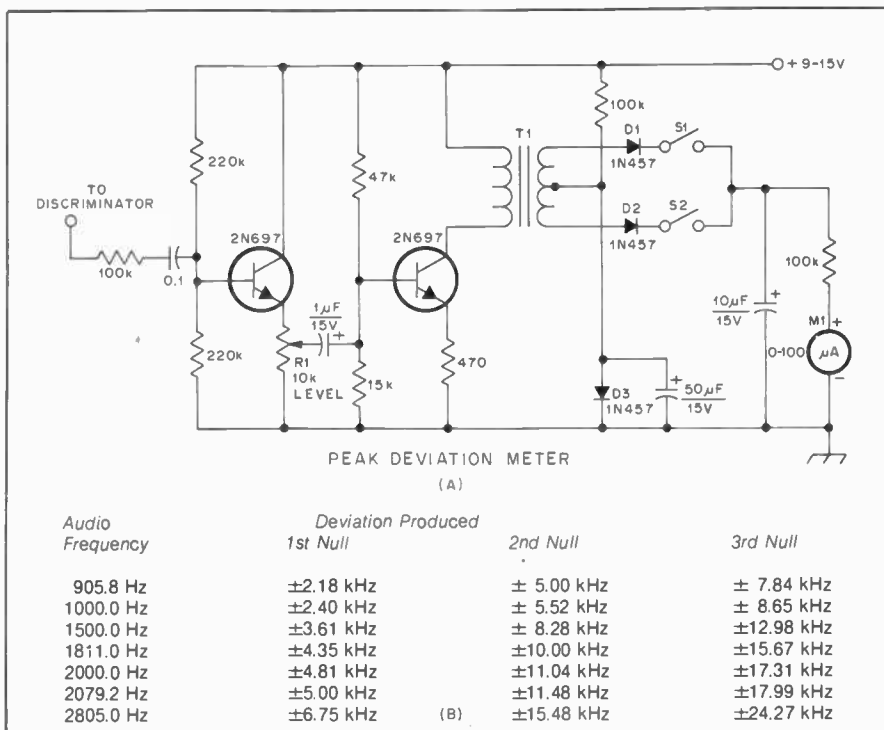 + 9-15V
100k
T1
D1
S1
1N457
220k
47k
TO
DISCRIMINATOR
D2
S2
1N457
2N697
2N697
100k
0.1
1µF
15V
100k
10µF
15V
M1
+
0-100
µA
−
220k
R1
10k
LEVEL
+
15k
470
D3
1N457
+
50µF
15V
+
PEAK DEVIATION METER
(A)
Audio Frequency Deviation Produced
1st Null 2nd Null 3rd Null
905.8 Hz ±2.18 kHz ± 5.00 kHz ± 7.84 kHz
1000.0 Hz ±2.40 kHz ± 5.52 kHz ± 8.65 kHz
1500.0 Hz ±3.61 kHz ± 8.28 kHz ±12.98 kHz
1811.0 Hz ±4.35 kHz ±10.00 kHz ±15.67 kHz
2000.0 Hz ±4.81 kHz ±11.04 kHz ±17.31 kHz
2079.2 Hz ±5.00 kHz ±11.48 kHz ±17.99 kHz
2805.0 Hz ±6.75 kHz (B) ±15.48 kHz ±24.27 kHz